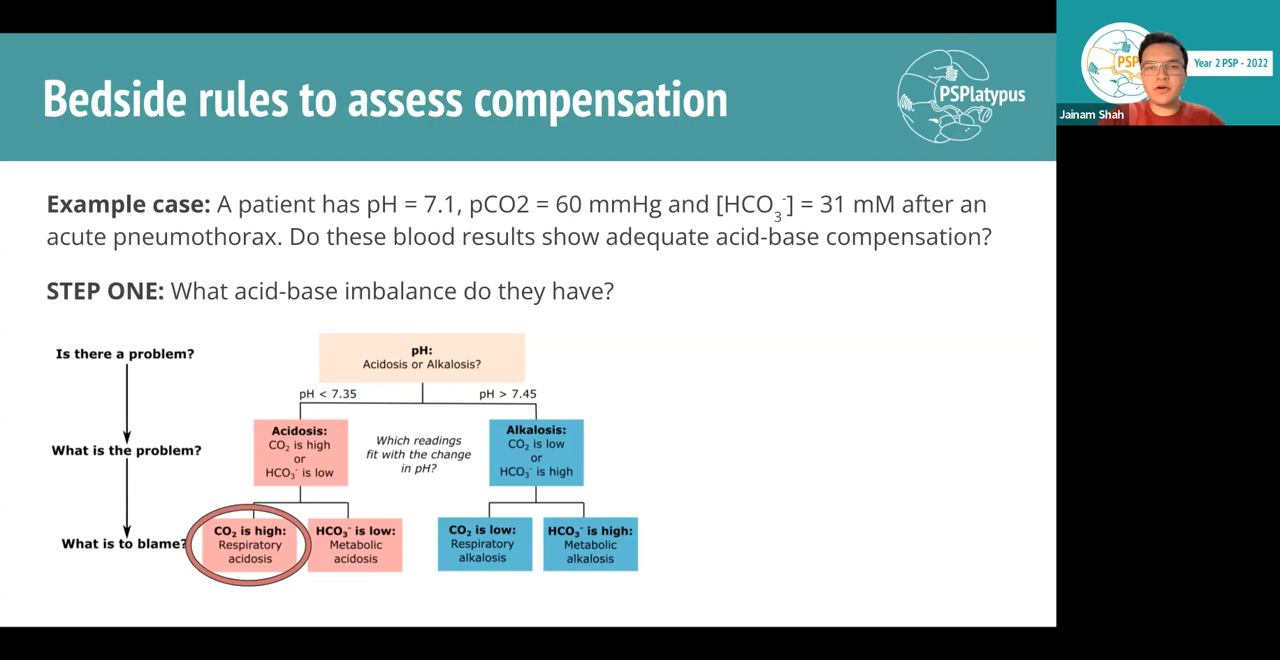 Bedside rules to assess compensation
PSPlatypus
PSP
Year 2 PSP - 2022
Jainam Shah
Example case: A patient has pH = 7.1, pCO2 = 60 mmHg and [HCO₃⁻] = 31 mM after an
acute pneumothorax. Do these blood results show adequate acid-base compensation?
STEP ONE: What acid-base imbalance do they have?
Is there a problem?
What is the problem?
What is to blame?
pH:
Acidosis or Alkalosis?
pH < 7.35
pH > 7.45
Acidosis:
CO₂ is high
or
HCO₃⁻ is low
Which readings
fit with the change
in pH?
Alkalosis:
CO₂ is low
or
HCO₃⁻ is high
CO₂ is high:
Respiratory
acidosis
HCO₃⁻ is low:
Metabolic
acidosis
CO₂ is low:
Respiratory
alkalosis
HCO₃⁻ is high:
Metabolic
alkalosis